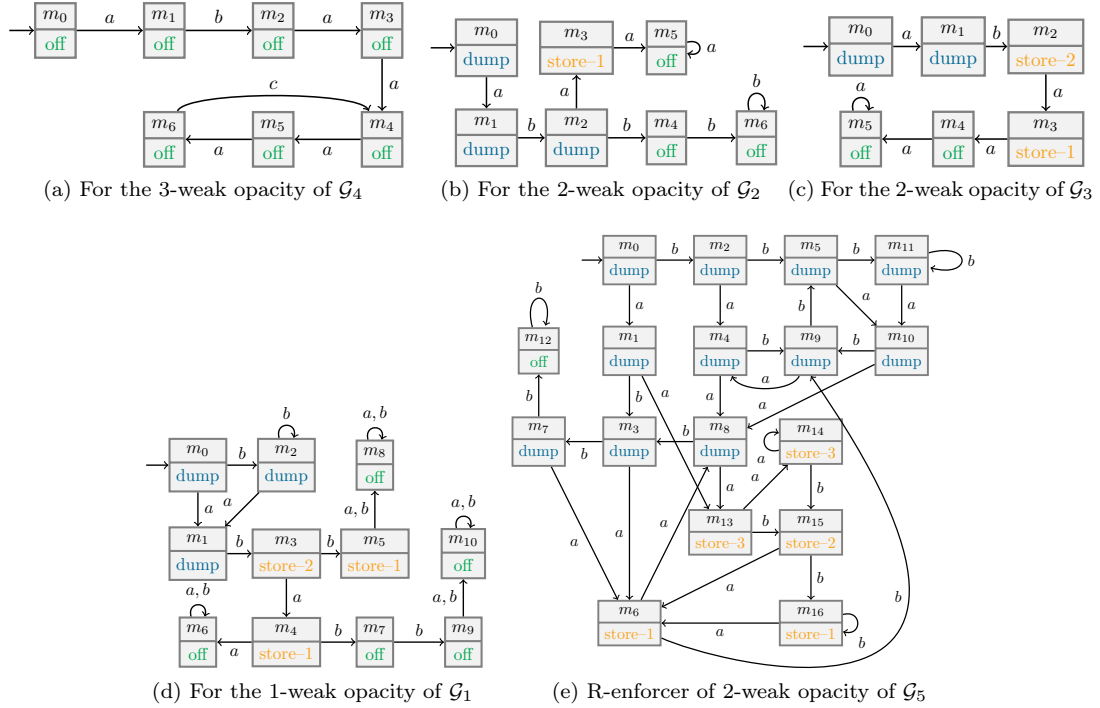 m0 a m1 b m2 a m3
off off off off
a
c
m6 a m5 a m4
off off off
(a) For the 3-weak opacity of G4
m0 m3 a m5 a
dump store–1 off
a a b
m1 b m2 b m4 b m6
dump dump off off
(b) For the 2-weak opacity of G2
m0 a m1 b m2
dump dump store–2
a a
m5 a m4 a m3
off off store–1
(c) For the 2-weak opacity of G3
b a, b
m0 b m2 m8
dump dump off
a a a, b a, b
m1 b m3 b m5 m10
dump store–2 store–1 off
a, b a a, b
m6 a m4 b m7 b m9
off store–1 off off
(d) For the 1-weak opacity of G1
m0 b m2 b m5 b m11 b
dump dump dump dump
b a a a a
m12 m1 m4 b m9 b m10
off dump dump dump dump
b b a a a b a
m7 b m3 b m8 m14 a
dump dump dump store–3
a a a a a b
m13 b m15
store–3 store–2
a b b
m6 a m16 b
store–1 store–1
(e) R-enforcer of 2-weak opacity of G5